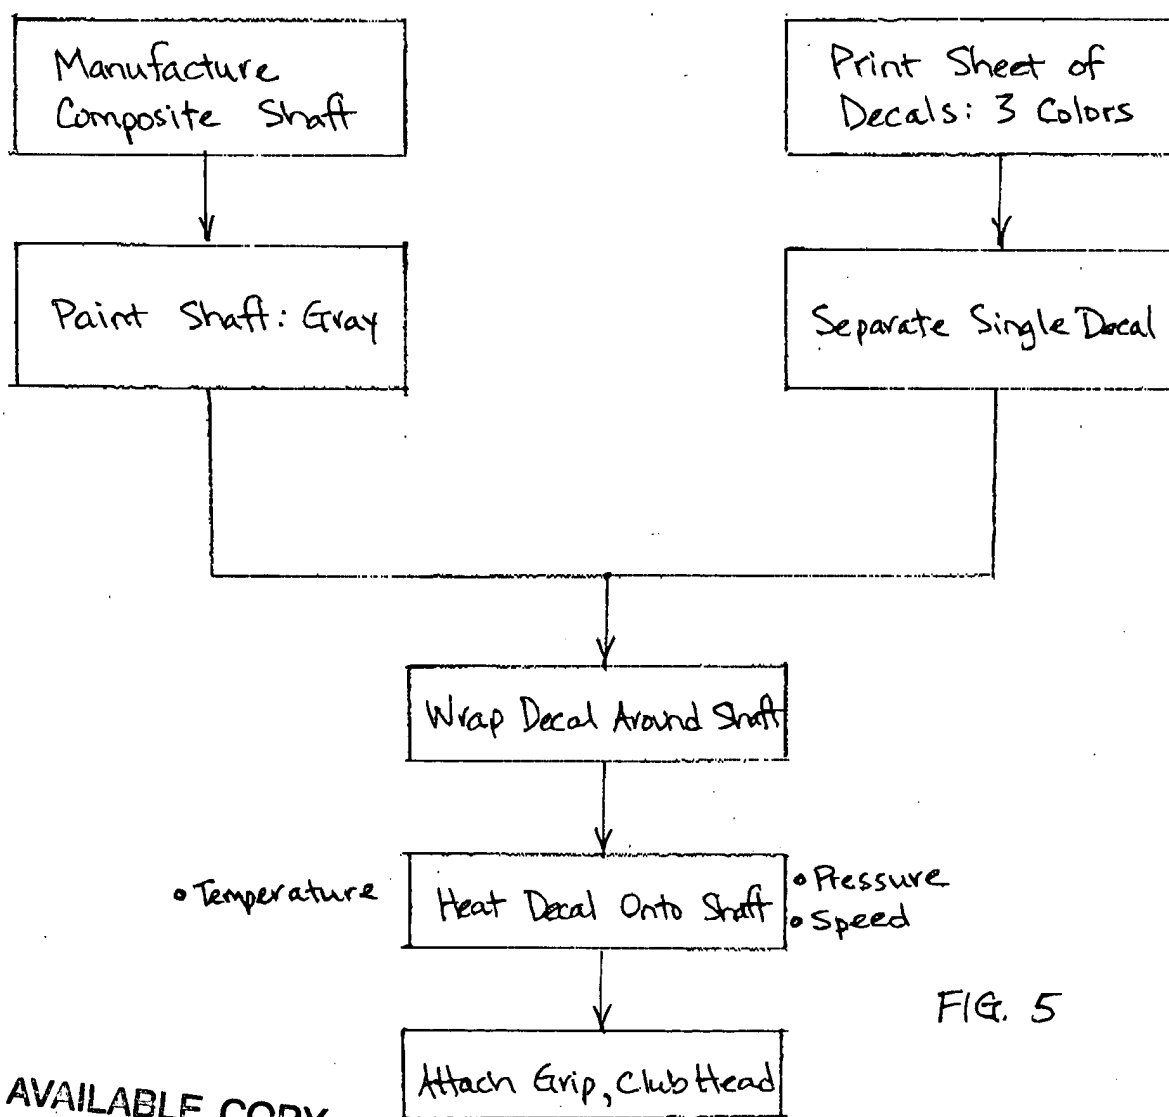 Manufacture
Composite Shaft
Print Sheet of
Decals: 3 Colors
Paint Shaft: Gray
Separate Single Decal
Wrap Decal Around Shaft
• Temperature
Heat Decal Onto Shaft
• Pressure
• Speed
Attach Grip, Club Head
FIG. 5
AVAILABLE COPY